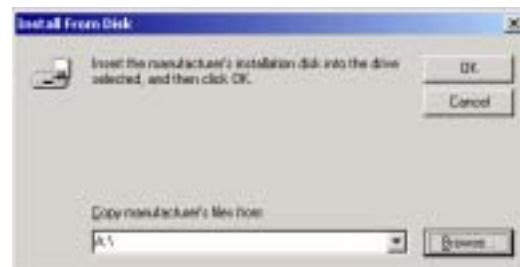 Install From Disk
Insert the manufacturer's installation disk into the drive
selected, and then click OK.
OK
Cancel
Copy manufacturer's files from:
A:\
Browse...